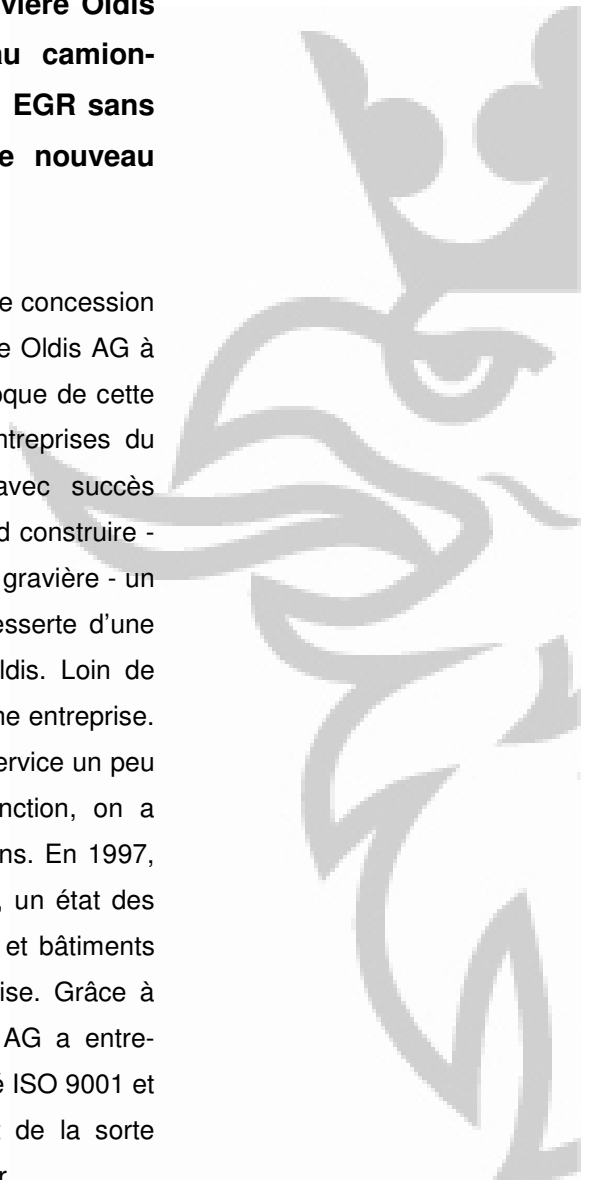 vière Oldis
au camion-
EGR sans
e nouveau
e concession
e Oldis AG à
oque de cette
ntreprises du
avec succès
d construire -
gravière - un
esserte d'une
ldis. Loin de
ne entreprise.
ervice un peu
nction, on a
ns. En 1997,
, un état des
et bâtiments
ise. Grâce à
AG a entre-
é ISO 9001 et
t de la sorte